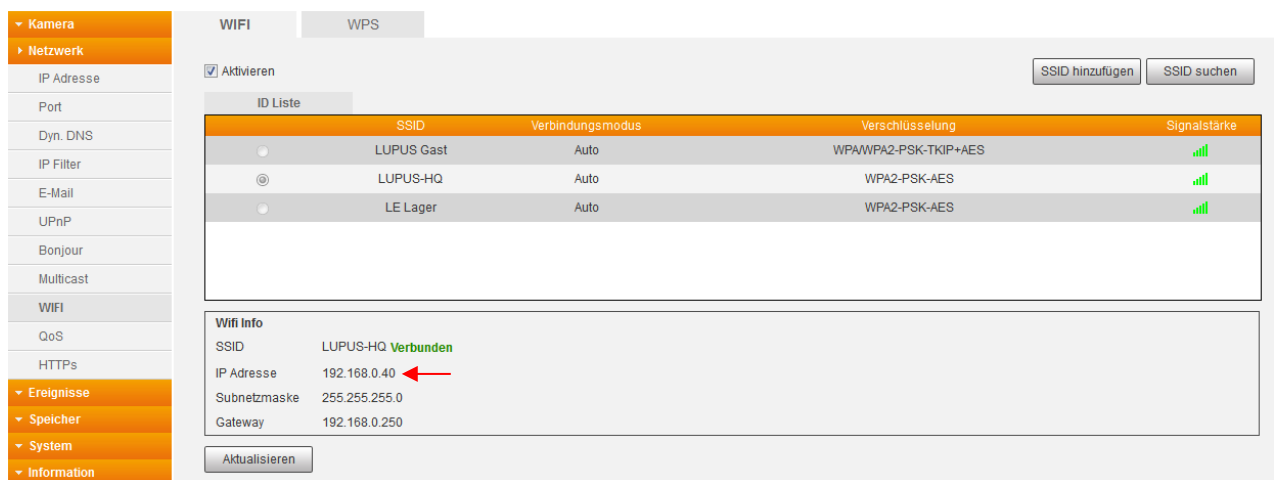 Kamera
Netzwerk
IP Adresse
Port
Dyn. DNS
IP Filter
E-Mail
UPnP
Bonjour
Multicast
WIFI
QoS
HTTPs
Ereignisse
Speicher
System
Information
WIFI WPS
Aktivieren SSID hinzufügen SSID suchen
ID Liste
SSID Verbindungsmodus Verschlüsselung Signalstärke
LUPUS Gast Auto WPA/WPA2-PSK-TKIP+AES
LUPUS-HQ Auto WPA2-PSK-AES
LE Lager Auto WPA2-PSK-AES
Wifi Info
SSID LUPUS-HQ Verbunden
IP Adresse 192.168.0.40
Subnetzmaske 255.255.255.0
Gateway 192.168.0.250
Aktualisieren